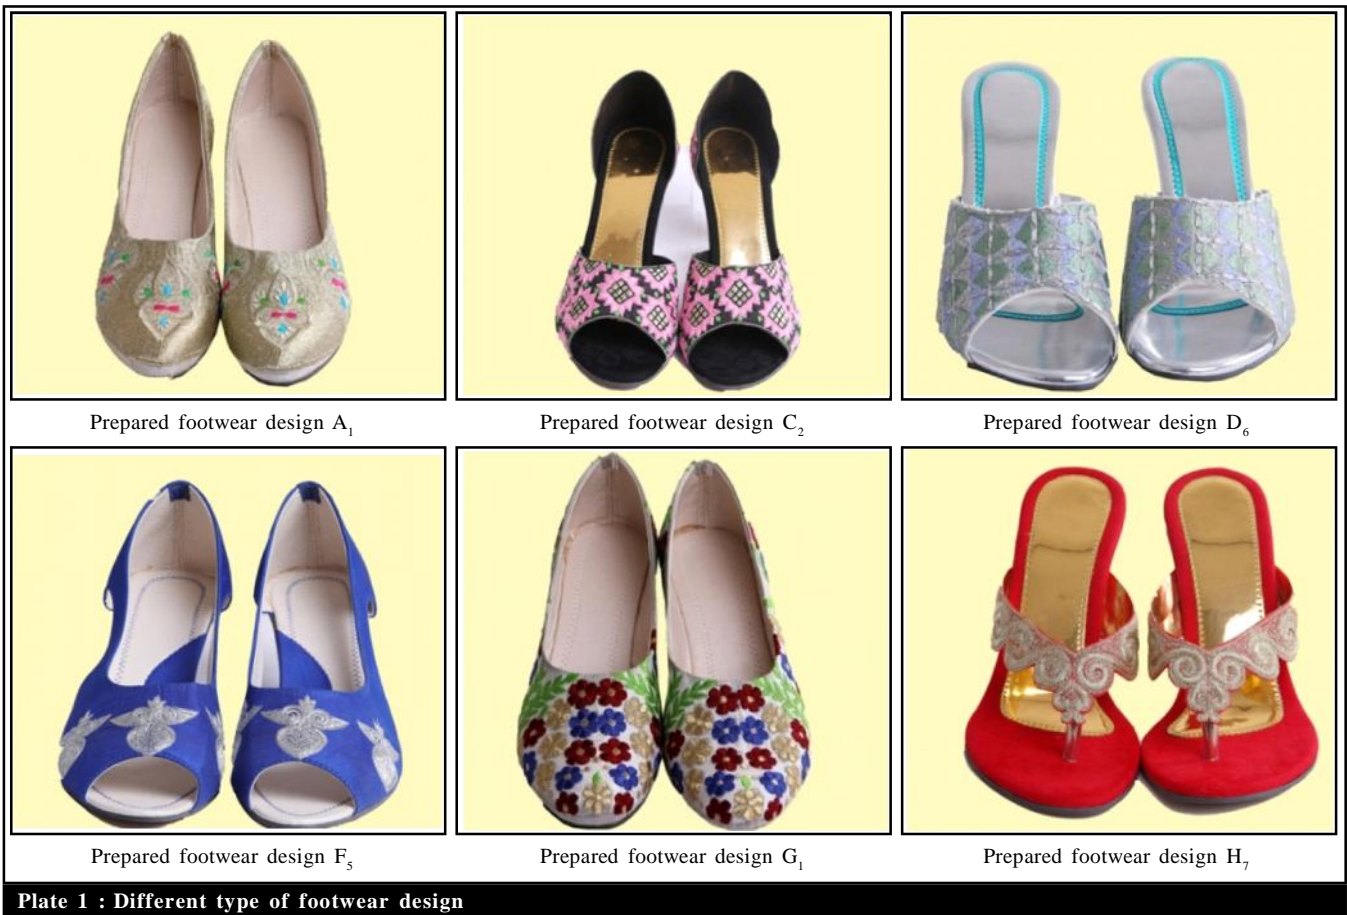 Prepared footwear design A₁
Prepared footwear design C₂
Prepared footwear design D₆
Prepared footwear design F₅
Prepared footwear design G₁
Prepared footwear design H₇
Plate 1 : Different type of footwear design